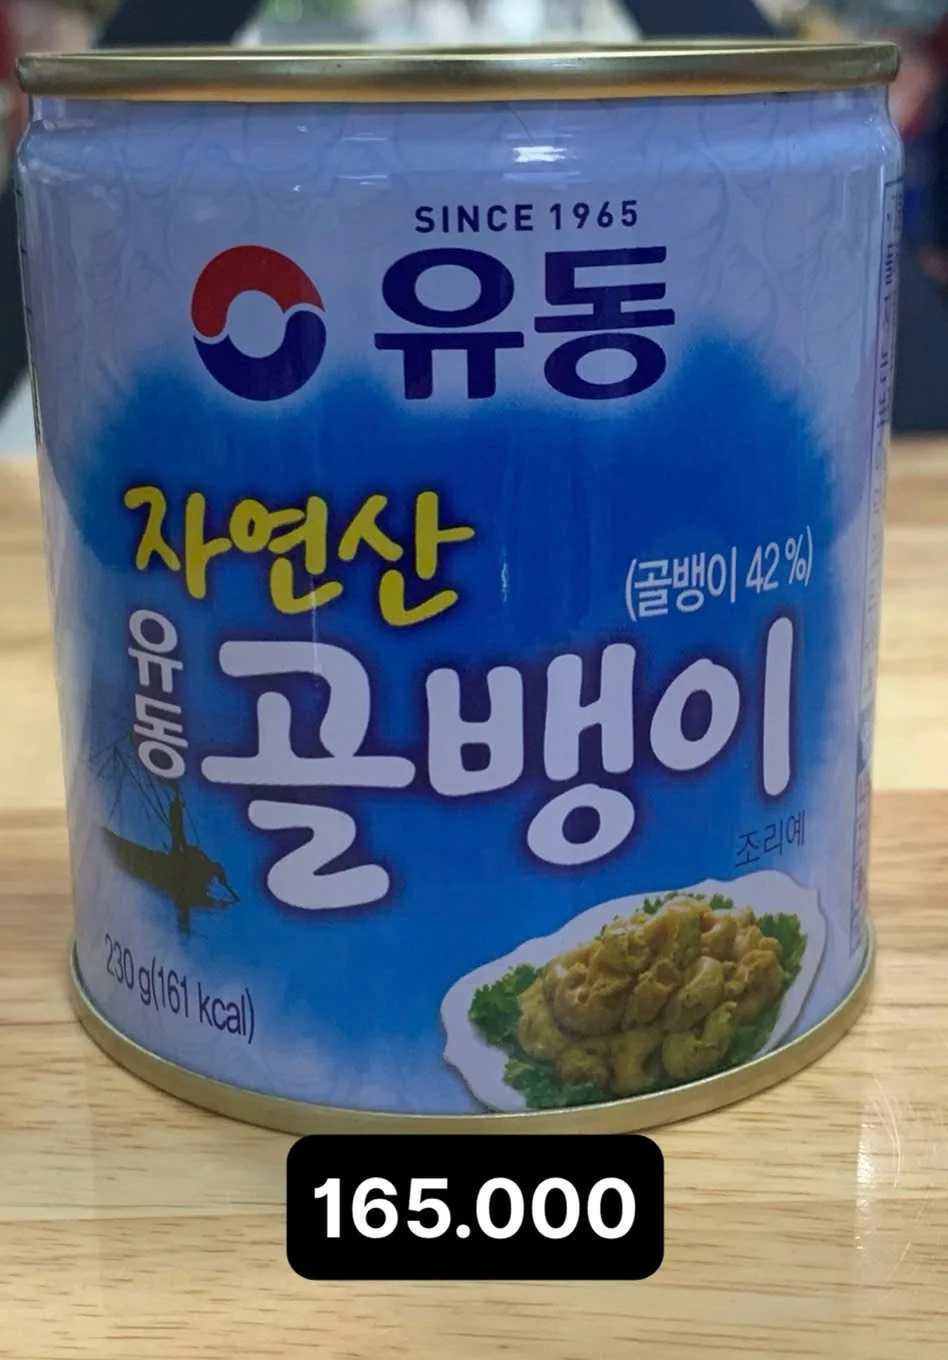 SINCE 1965
유동
자연산
(골뱅이 42%)
유동
골뱅이
조리예
230 g(161 kcal)
165.000